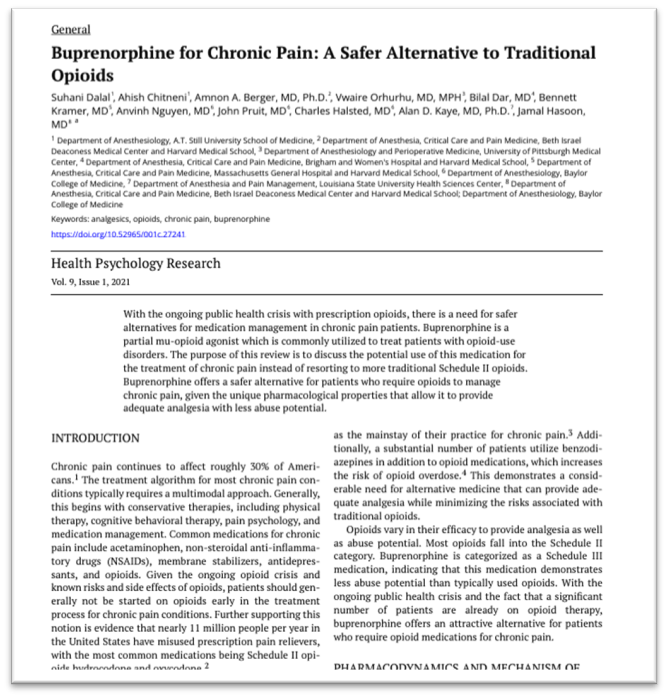 General
Buprenorphine for Chronic Pain: A Safer Alternative to Traditional
Opioids
Suhani Dalal¹, Ahish Chitneni¹, Amnon A. Berger, MD, Ph.D.², Vwaire Orhurhu, MD, MPH³, Bilal Dar, MD⁴, Bennett
Kramer, MD⁵, Anvinh Nguyen, MD⁶, John Pruit, MD⁶, Charles Halsted, MD⁶, Alan D. Kaye, MD, Ph.D.⁷, Jamal Hasoon,
MD⁸ ᵃ
¹ Department of Anesthesiology, A.T. Still University School of Medicine, ² Department of Anesthesia, Critical Care and Pain Medicine, Beth Israel
Deaconess Medical Center and Harvard Medical School, ³ Department of Anesthesiology and Perioperative Medicine, University of Pittsburgh Medical
Center, ⁴ Department of Anesthesia, Critical Care and Pain Medicine, Brigham and Women's Hospital and Harvard Medical School, ⁵ Department of
Anesthesia, Critical Care and Pain Medicine, Massachusetts General Hospital and Harvard Medical School, ⁶ Department of Anesthesiology, Baylor
College of Medicine, ⁷ Department of Anesthesia and Pain Management, Louisiana State University Health Sciences Center, ⁸ Department of
Anesthesia, Critical Care and Pain Medicine, Beth Israel Deaconess Medical Center and Harvard Medical School; Department of Anesthesiology, Baylor
College of Medicine
Keywords: analgesics, opioids, chronic pain, buprenorphine
https://doi.org/10.52965/001c.27241
Health Psychology Research
Vol. 9, Issue 1, 2021
With the ongoing public health crisis with prescription opioids, there is a need for safer
alternatives for medication management in chronic pain patients. Buprenorphine is a
partial mu-opioid agonist which is commonly utilized to treat patients with opioid-use
disorders. The purpose of this review is to discuss the potential use of this medication for
the treatment of chronic pain instead of resorting to more traditional Schedule II opioids.
Buprenorphine offers a safer alternative for patients who require opioids to manage
chronic pain, given the unique pharmacological properties that allow it to provide
adequate analgesia with less abuse potential.
INTRODUCTION
Chronic pain continues to affect roughly 30% of Ameri-
cans.¹ The treatment algorithm for most chronic pain con-
ditions typically requires a multimodal approach. Generally,
this begins with conservative therapies, including physical
therapy, cognitive behavioral therapy, pain psychology, and
medication management. Common medications for chronic
pain include acetaminophen, non-steroidal anti-inflamma-
tory drugs (NSAIDs), membrane stabilizers, antidepres-
sants, and opioids. Given the ongoing opioid crisis and
known risks and side effects of opioids, patients should gen-
erally not be started on opioids early in the treatment
process for chronic pain conditions. Further supporting this
notion is evidence that nearly 11 million people per year in
the United States have misused prescription pain relievers,
with the most common medications being Schedule II opi-
oids hydrocodone and oxycodone.²
as the mainstay of their practice for chronic pain.³ Addi-
tionally, a substantial number of patients utilize benzodi-
azepines in addition to opioid medications, which increases
the risk of opioid overdose.⁴ This demonstrates a consid-
erable need for alternative medicine that can provide ade-
quate analgesia while minimizing the risks associated with
traditional opioids.
Opioids vary in their efficacy to provide analgesia as well
as abuse potential. Most opioids fall into the Schedule II
category. Buprenorphine is categorized as a Schedule III
medication, indicating that this medication demonstrates
less abuse potential than typically used opioids. With the
ongoing public health crisis and the fact that a significant
number of patients are already on opioid therapy,
buprenorphine offers an attractive alternative for patients
who require opioid medications for chronic pain.
PHARMACODYNAMICS AND MECHANISM OF